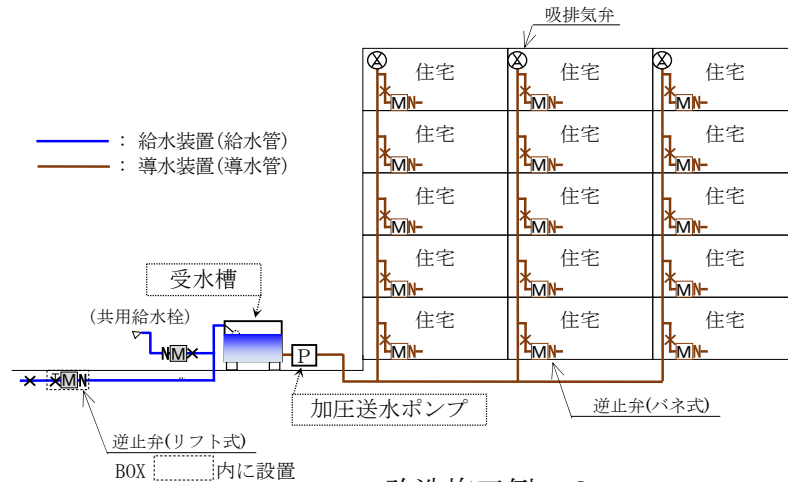 吸排気弁
住宅 住宅 住宅
M N M N M N
: 給水装置(給水管)
: 導水装置(導水管)
住宅 住宅 住宅
M N M N M N
住宅 住宅 住宅
M N M N M N
住宅 住宅 住宅
M N M N M N
受水槽
(共用給水栓)
住宅 住宅 住宅
M N M N M N
N M
P
M N
加圧送水ポンプ
逆止弁(バネ式)
逆止弁(リフト式)
BOX 内に設置